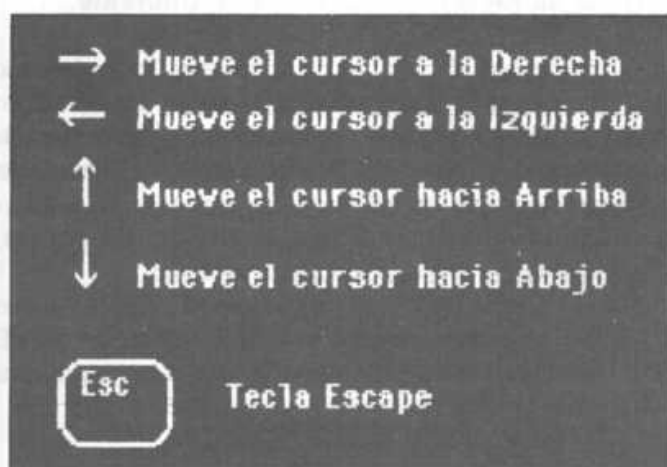 → Mueve el cursor a la Derecha
← Mueve el cursor a la Izquierda
↑ Mueve el cursor hacia Arriba
↓ Mueve el cursor hacia Abajo
Esc Tecla Escape